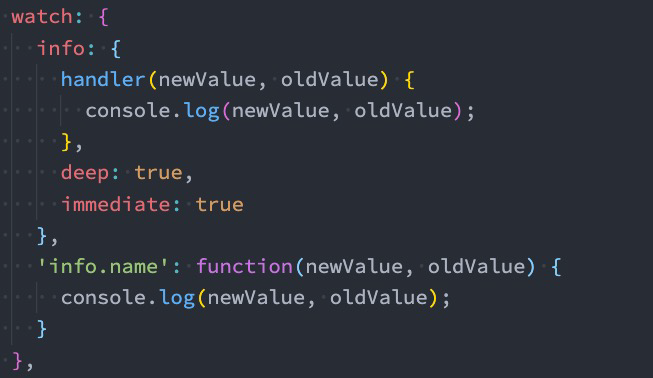 watch: {
  info: {
    handler(newValue, oldValue) {
      console.log(newValue, oldValue);
    },
    deep: true,
    immediate: true
  },
  'info.name': function(newValue, oldValue) {
    console.log(newValue, oldValue);
  }
},